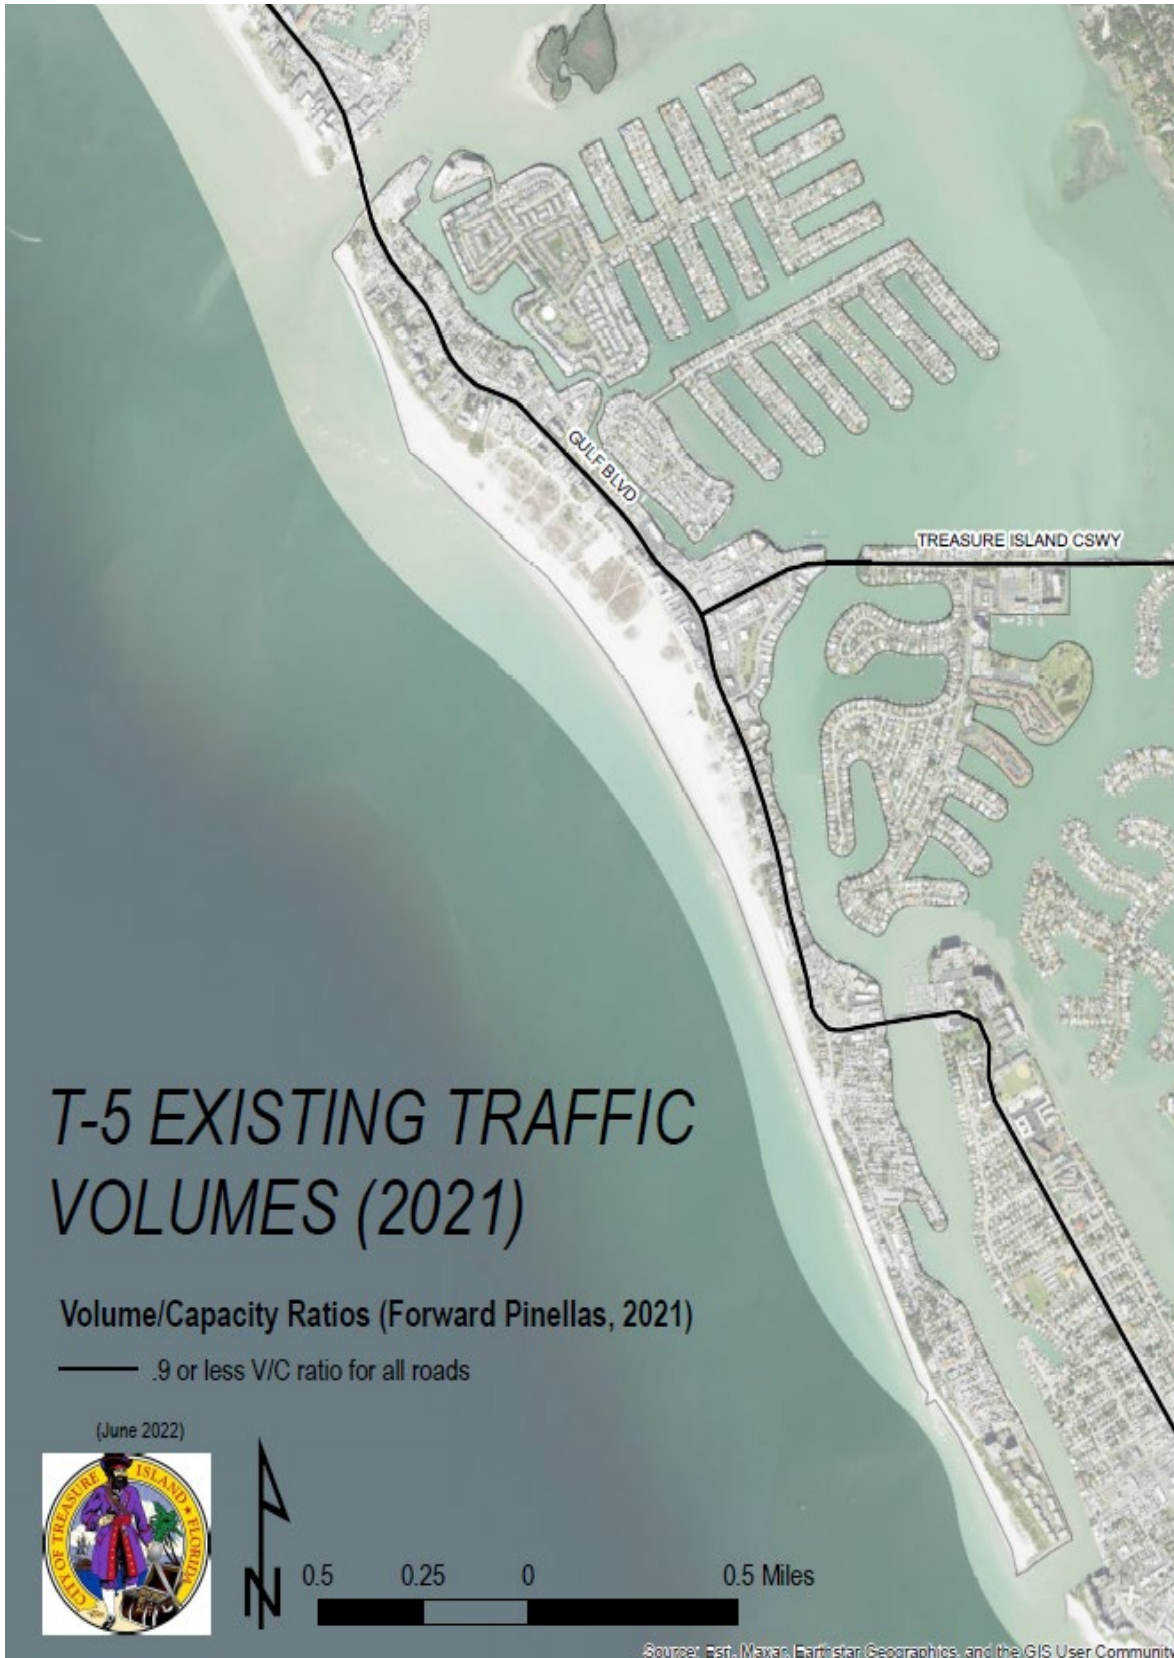 GULF BLVD
TREASURE ISLAND CSWY
T-5 EXISTING TRAFFIC
VOLUMES (2021)
Volume/Capacity Ratios (Forward Pinellas, 2021)
.9 or less V/C ratio for all roads
(June 2022)
CITY OF TREASURE ISLAND ★ FLORIDA
N
0.5 0.25 0 0.5 Miles
Source: Esri, Maxar, Earthstar Geographics, and the GIS User Community